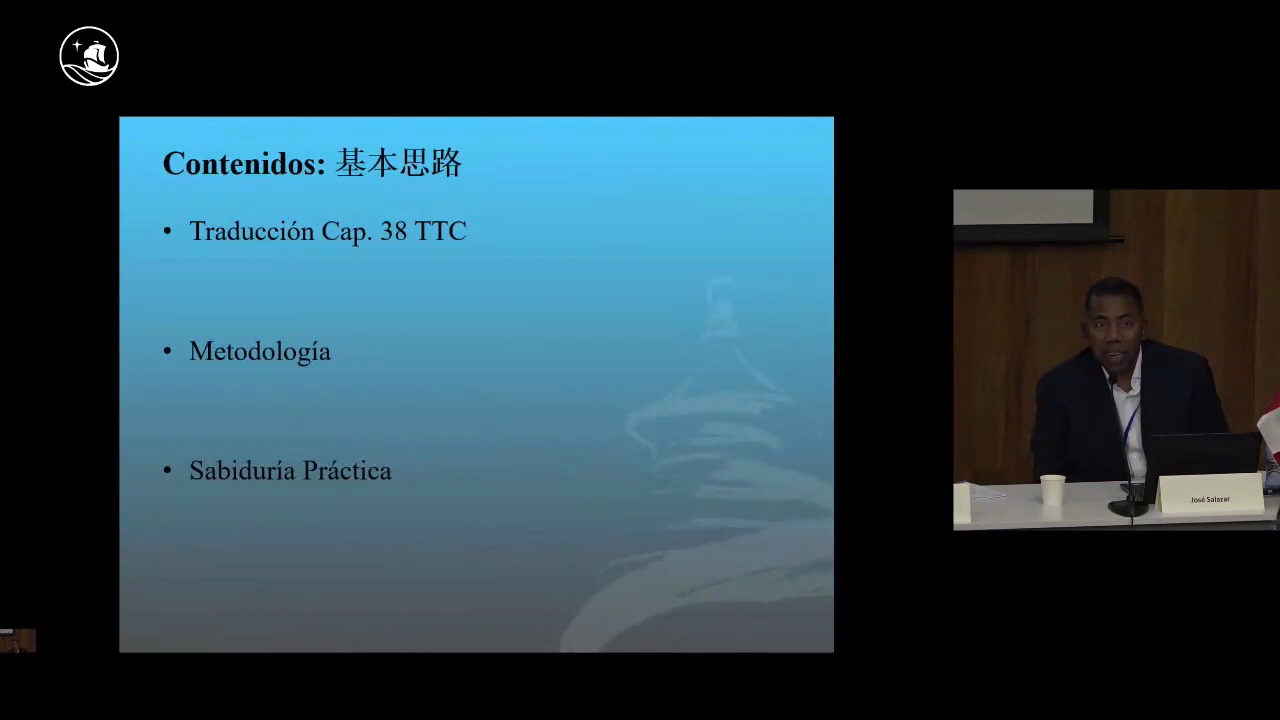 Contenidos: 基本思路
• Traducción Cap. 38 TTC
• Metodología
• Sabiduría Práctica
José Salazar